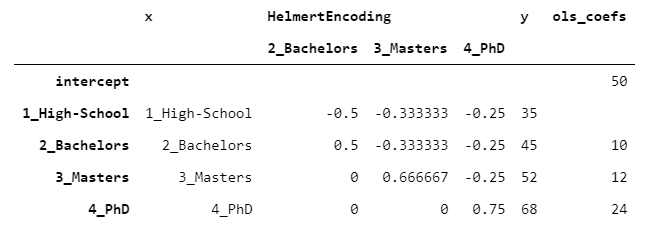 x HelmertEncoding y ols_coefs
2_Bachelors 3_Masters 4_PhD
intercept 50
1_High-School 1_High-School -0.5 -0.333333 -0.25 35
2_Bachelors 2_Bachelors 0.5 -0.333333 -0.25 45 10
3_Masters 3_Masters 0 0.666667 -0.25 52 12
4_PhD 4_PhD 0 0 0.75 68 24